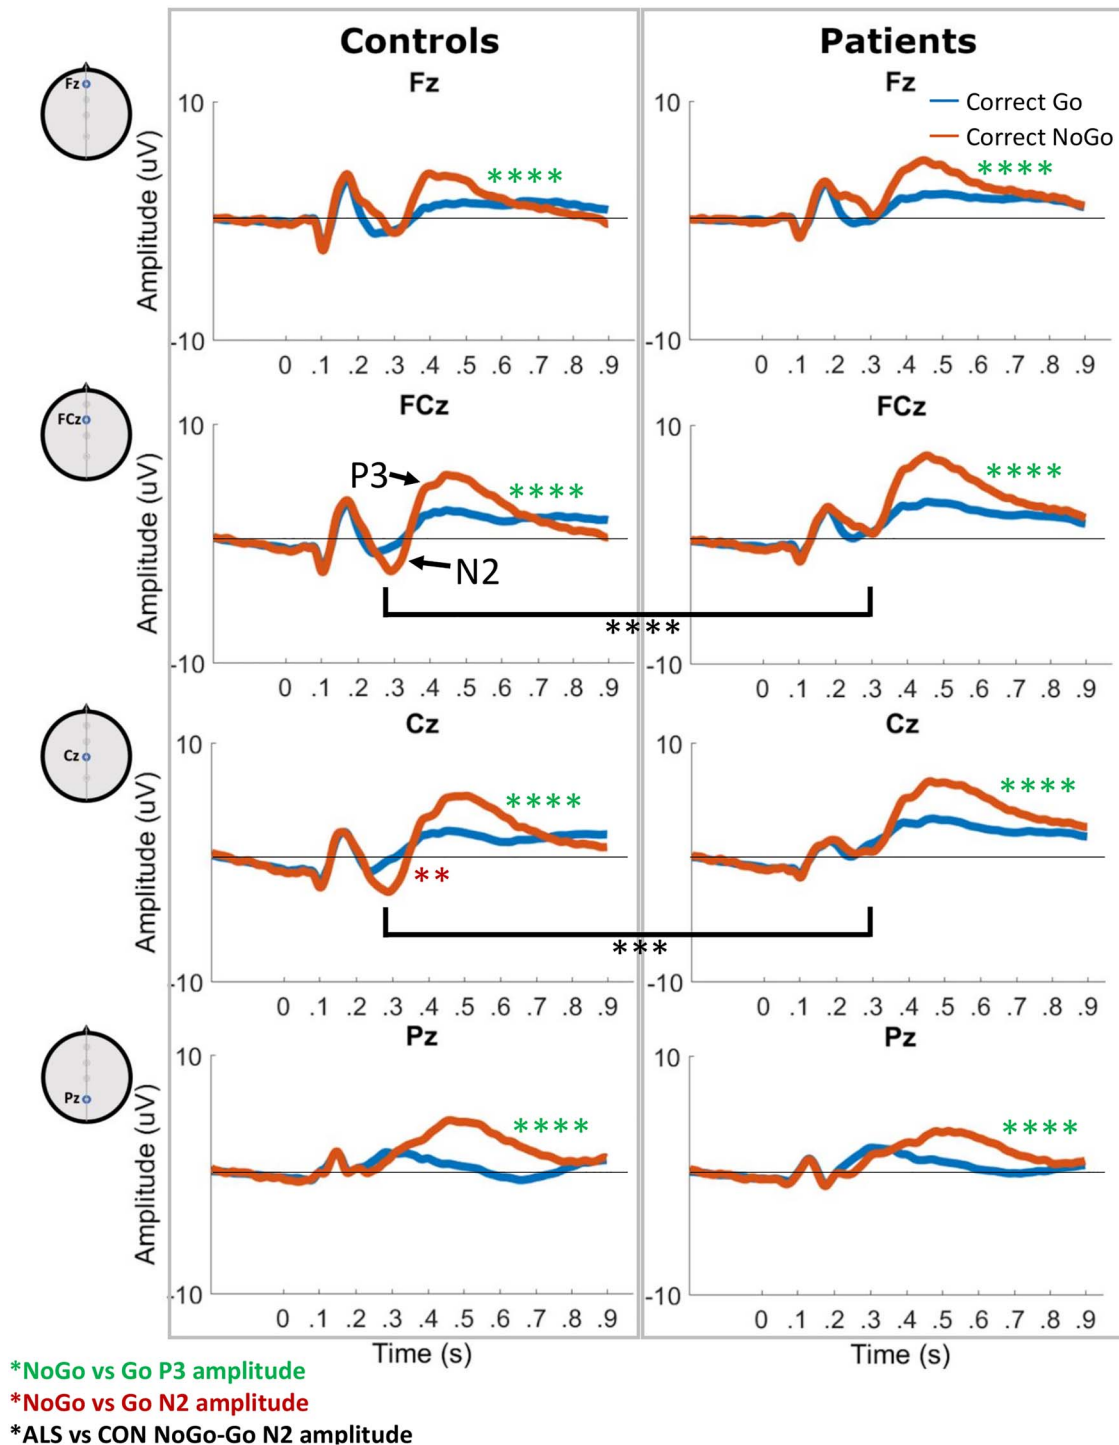 Controls
Patients
Fz
Fz
Fz
Correct Go
Correct NoGo
10
10
Amplitude (uV)
****
****
-10
-10
0 .1 .2 .3 .4 .5 .6 .7 .8 .9
0 .1 .2 .3 .4 .5 .6 .7 .8 .9
FCz
FCz
FCz
10
10
Amplitude (uV)
P3
****
****
N2
****
-10
-10
0 .1 .2 .3 .4 .5 .6 .7 .8 .9
0 .1 .2 .3 .4 .5 .6 .7 .8 .9
Cz
Cz
Cz
10
10
Amplitude (uV)
****
****
**
***
-10
-10
0 .1 .2 .3 .4 .5 .6 .7 .8 .9
0 .1 .2 .3 .4 .5 .6 .7 .8 .9
Pz
Pz
Pz
10
10
Amplitude (uV)
****
****
-10
-10
0 .1 .2 .3 .4 .5 .6 .7 .8 .9
0 .1 .2 .3 .4 .5 .6 .7 .8 .9
Time (s)
Time (s)
*NoGo vs Go P3 amplitude
*NoGo vs Go N2 amplitude
*ALS vs CON NoGo-Go N2 amplitude